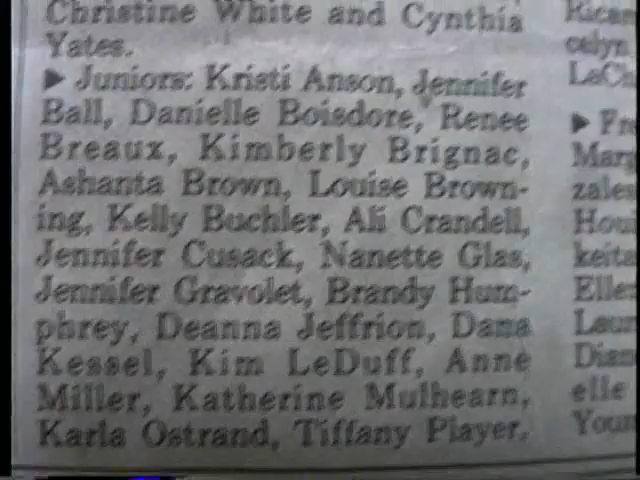 Christine White and Cynthia
Yates.
▶ Juniors: Kristi Anson, Jennifer
Ball, Danielle Boisdore, Renee
Breaux, Kimberly Brignac,
Ashanta Brown, Louise Brown-
ing, Kelly Buchler, Ali Crandell,
Jennifer Cusack, Nanette Glas,
Jennifer Gravolet, Brandy Hum-
phrey, Deanna Jeffrion, Dana
Kessel, Kim LeDuff, Anne
Miller, Katherine Mulhearn,
Karla Ostrand, Tiffany Player,
elle